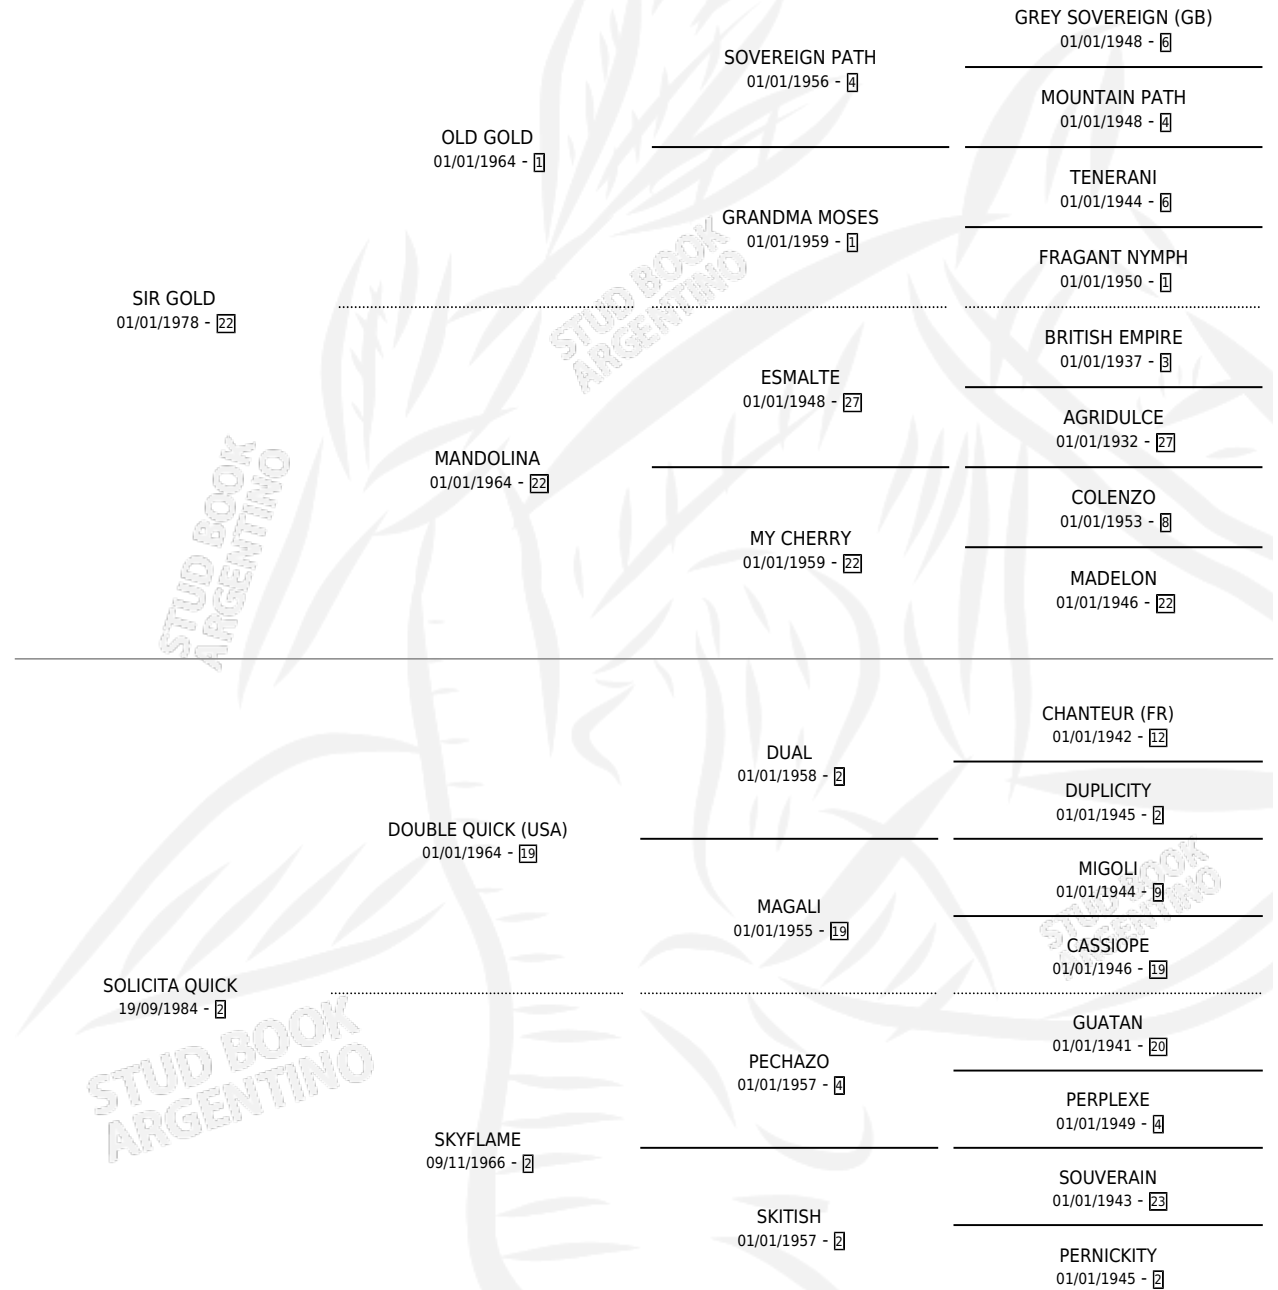 GREY SOVEREIGN (GB)
01/01/1948 - 6
SOVEREIGN PATH
01/01/1956 - 4
MOUNTAIN PATH
01/01/1948 - 4
OLD GOLD
01/01/1964 - 1
TENERANI
01/01/1944 - 6
GRANDMA MOSES
01/01/1959 - 1
FRAGANT NYMPH
01/01/1950 - 1
SIR GOLD
01/01/1978 - 22
BRITISH EMPIRE
01/01/1937 - 3
ESMALTE
01/01/1948 - 27
AGRIDULCE
01/01/1932 - 27
MANDOLINA
01/01/1964 - 22
COLENZO
01/01/1953 - 8
MY CHERRY
01/01/1959 - 22
MADELON
01/01/1946 - 22
CHANTEUR (FR)
01/01/1942 - 12
DUAL
01/01/1958 - 2
DUPLICITY
01/01/1945 - 2
DOUBLE QUICK (USA)
01/01/1964 - 19
MIGOLI
01/01/1944 - 9
MAGALI
01/01/1955 - 19
CASSIOPE
01/01/1946 - 19
SOLICITA QUICK
19/09/1984 - 2
GUATAN
01/01/1941 - 20
PECHAZO
01/01/1957 - 4
PERPLEXE
01/01/1949 - 4
SKYFLAME
09/11/1966 - 2
SOUVERAIN
01/01/1943 - 23
SKITISH
01/01/1957 - 2
PERNICKITY
01/01/1945 - 2
STUD BOOK
ARGENTINO
STUD BOOK
ARGENTINO
STUD BOOK
ARGENTINO
STUD BOOK
ARGENTINO